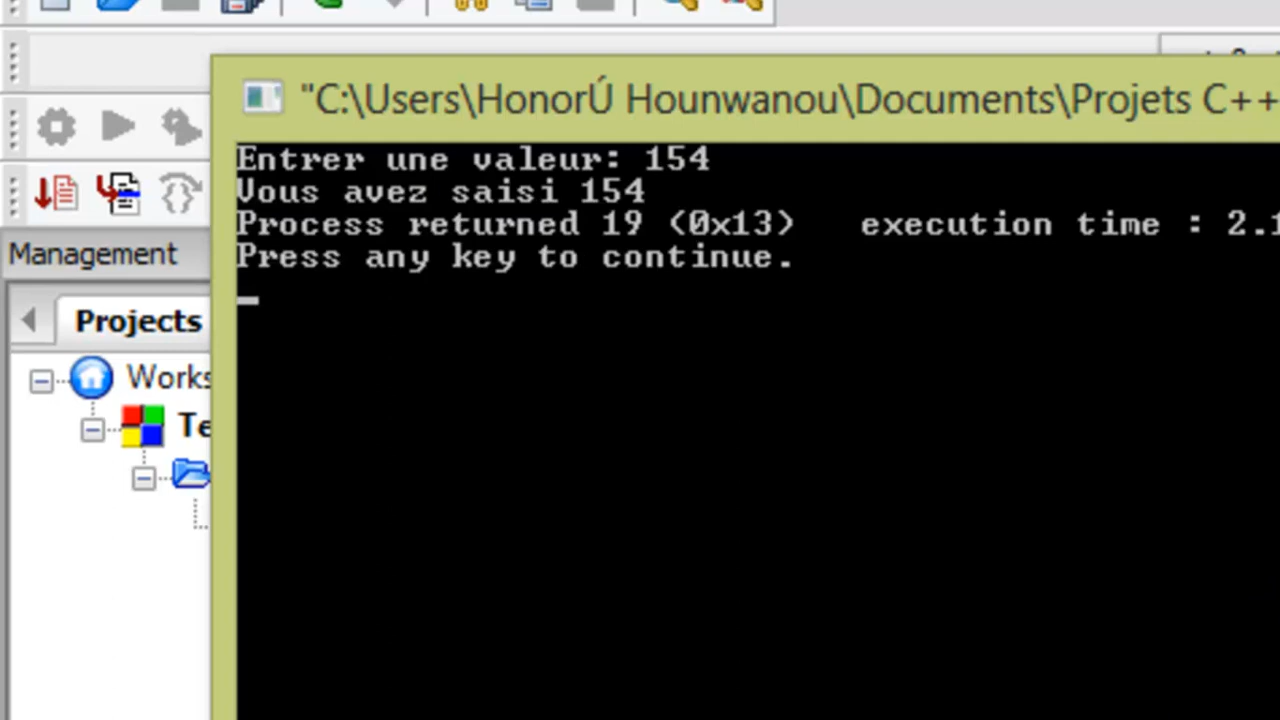 "C:\Users\HonorÚ Hounwanou\Documents\Projets C++
Entrer une valeur: 154
Vous avez saisi 154
Process returned 19 (0x13)   execution time : 2.1
Press any key to continue.
Management
Projects
Works
Te